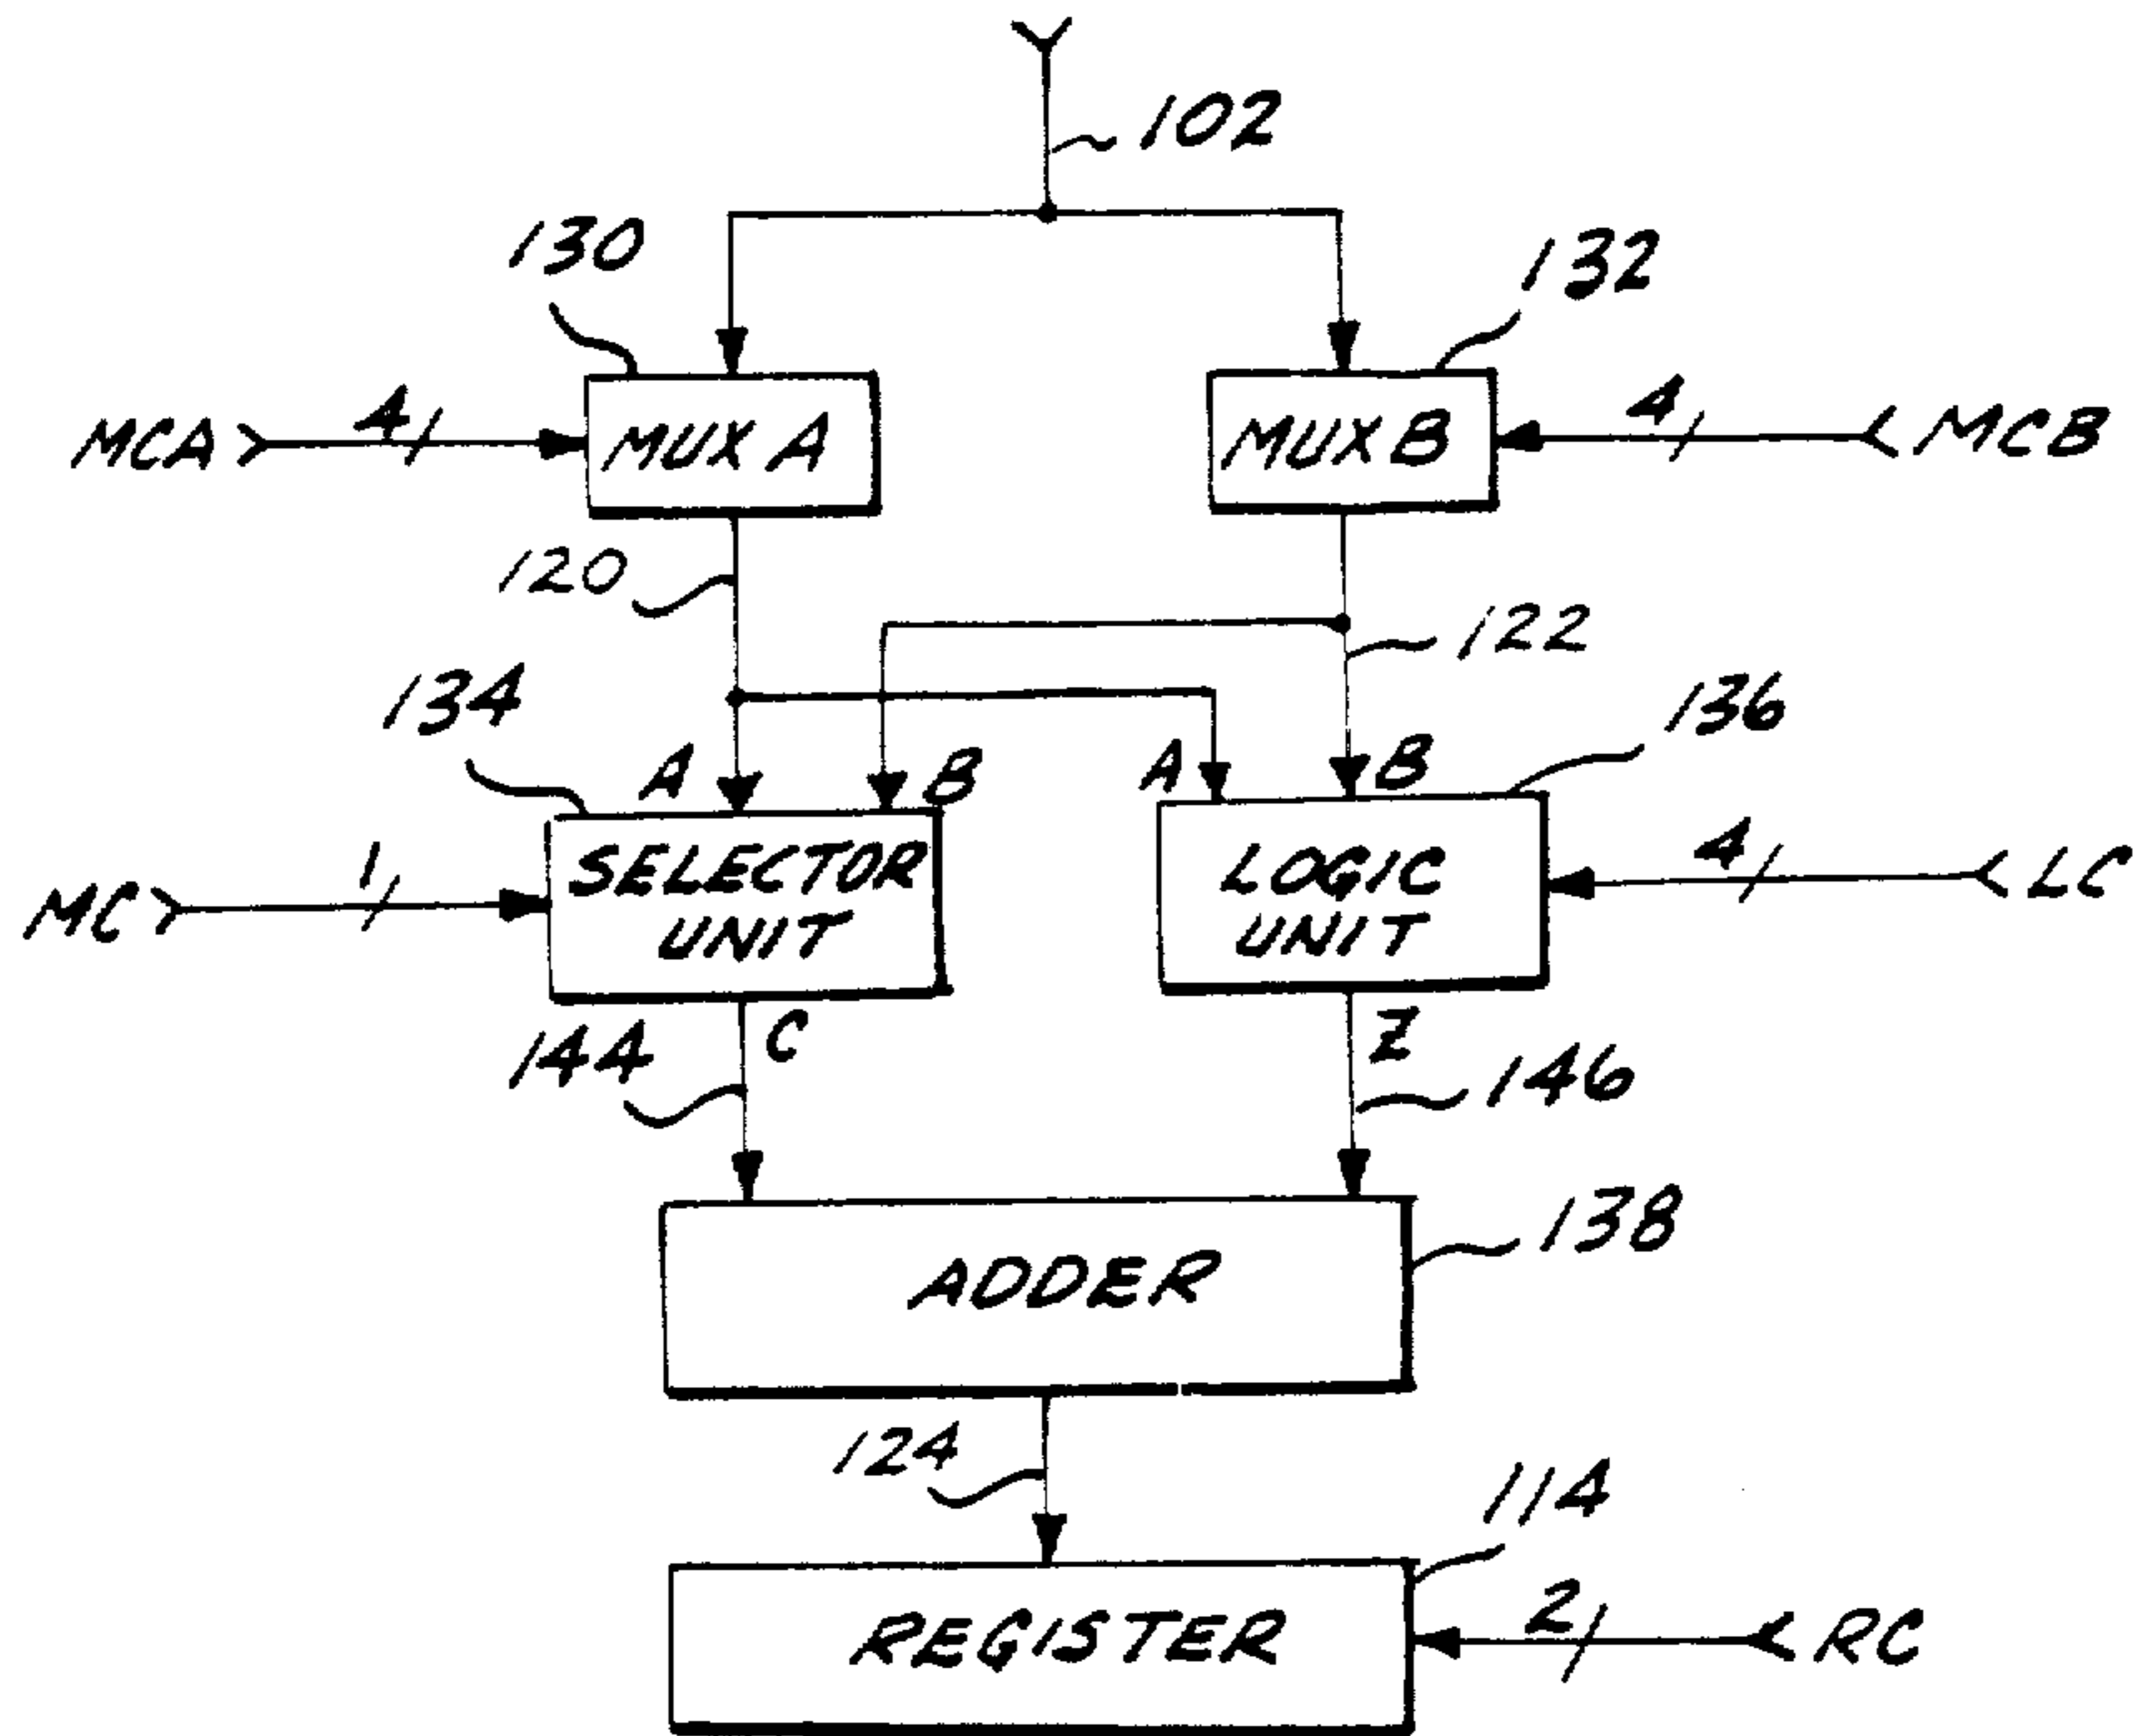 102
130
132
MCA
4
MUX A
MUX B
4
MCB
120
122
134
136
A
B
A
B
MC
1
SELECTOR
UNIT
LOGIC
UNIT
4
LC
144
C
Z
146
ADDER
138
124
114
REGISTER
2
RC